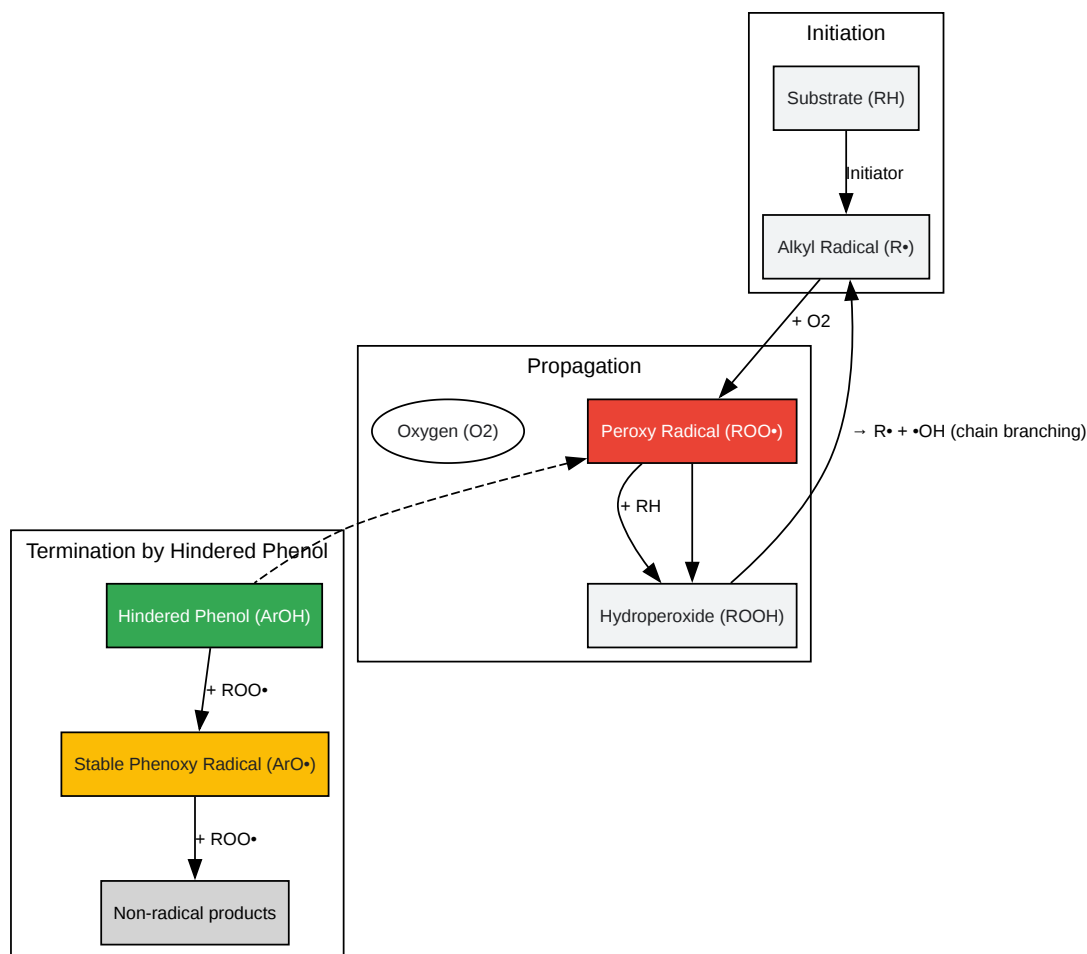 Initiation
Substrate (RH)
Initiator
Alkyl Radical (R•)
+ O2
Propagation
Oxygen (O2)
Peroxy Radical (ROO•)
→ R• + •OH (chain branching)
+ RH
Hydroperoxide (ROOH)
Termination by Hindered Phenol
Hindered Phenol (ArOH)
+ ROO•
Stable Phenoxy Radical (ArO•)
+ ROO•
Non-radical products